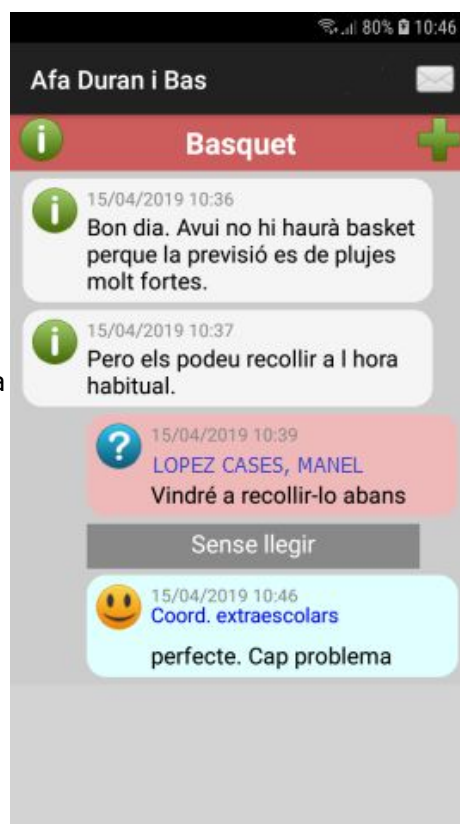 80% 10:46
Afa Duran i Bas
Basquet
15/04/2019 10:36
Bon dia. Avui no hi haurà basket
perque la previsió es de plujes
molt fortes.
15/04/2019 10:37
Pero els podeu recollir a l hora
habitual.
a
15/04/2019 10:39
LOPEZ CASES, MANEL
Vindré a recollir-lo abans
Sense llegir
15/04/2019 10:46
Coord. extraescolars
perfecte. Cap problema